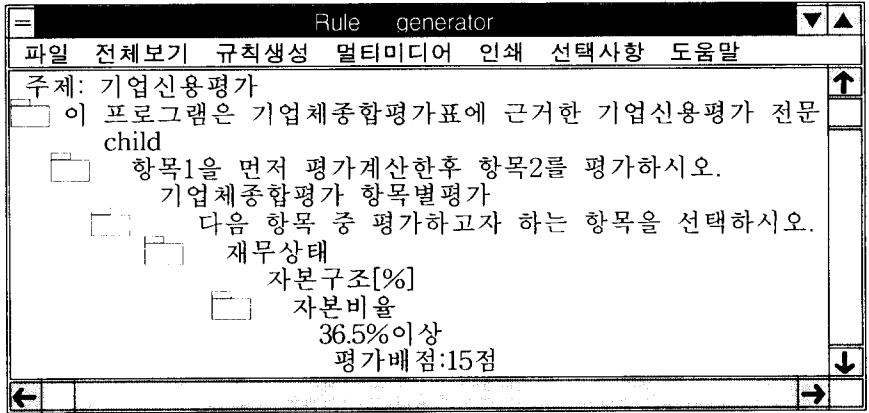 Rule generator
파일 전체보기 규칙생성 멀티미디어 인쇄 선택사항 도움말
주제: 기업신용평가
이 프로그램은 기업체종합평가표에 근거한 기업신용평가 전문
child
항목1을 먼저 평가계산한후 항목2를 평가하시오.
기업체종합평가 항목별평가
다음 항목 중 평가하고자 하는 항목을 선택하시오.
재무상태
자본구조[%]
자본비율
36.5%이상
평가배점:15점